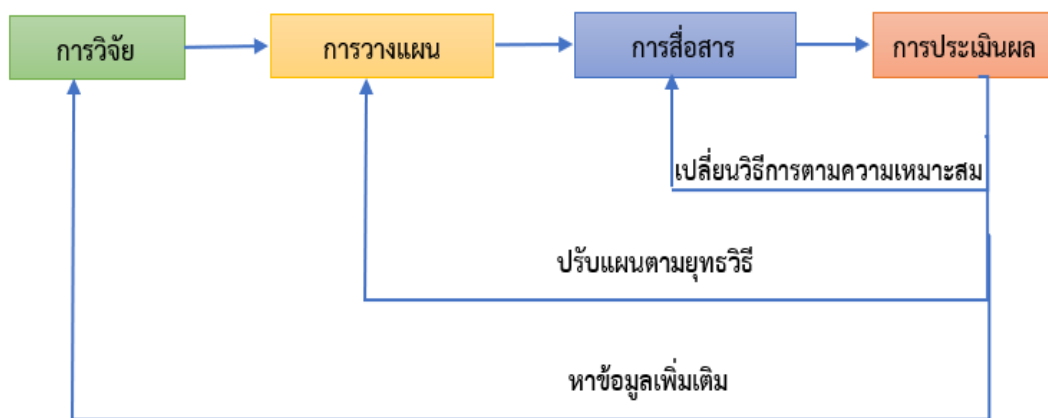 การวิจัย
การวางแผน
การสื่อสาร
การประเมินผล
เปลี่ยนวิธีการตามความเหมาะสม
ปรับแผนตามยุทธวิธี
หาข้อมูลเพิ่มเติม